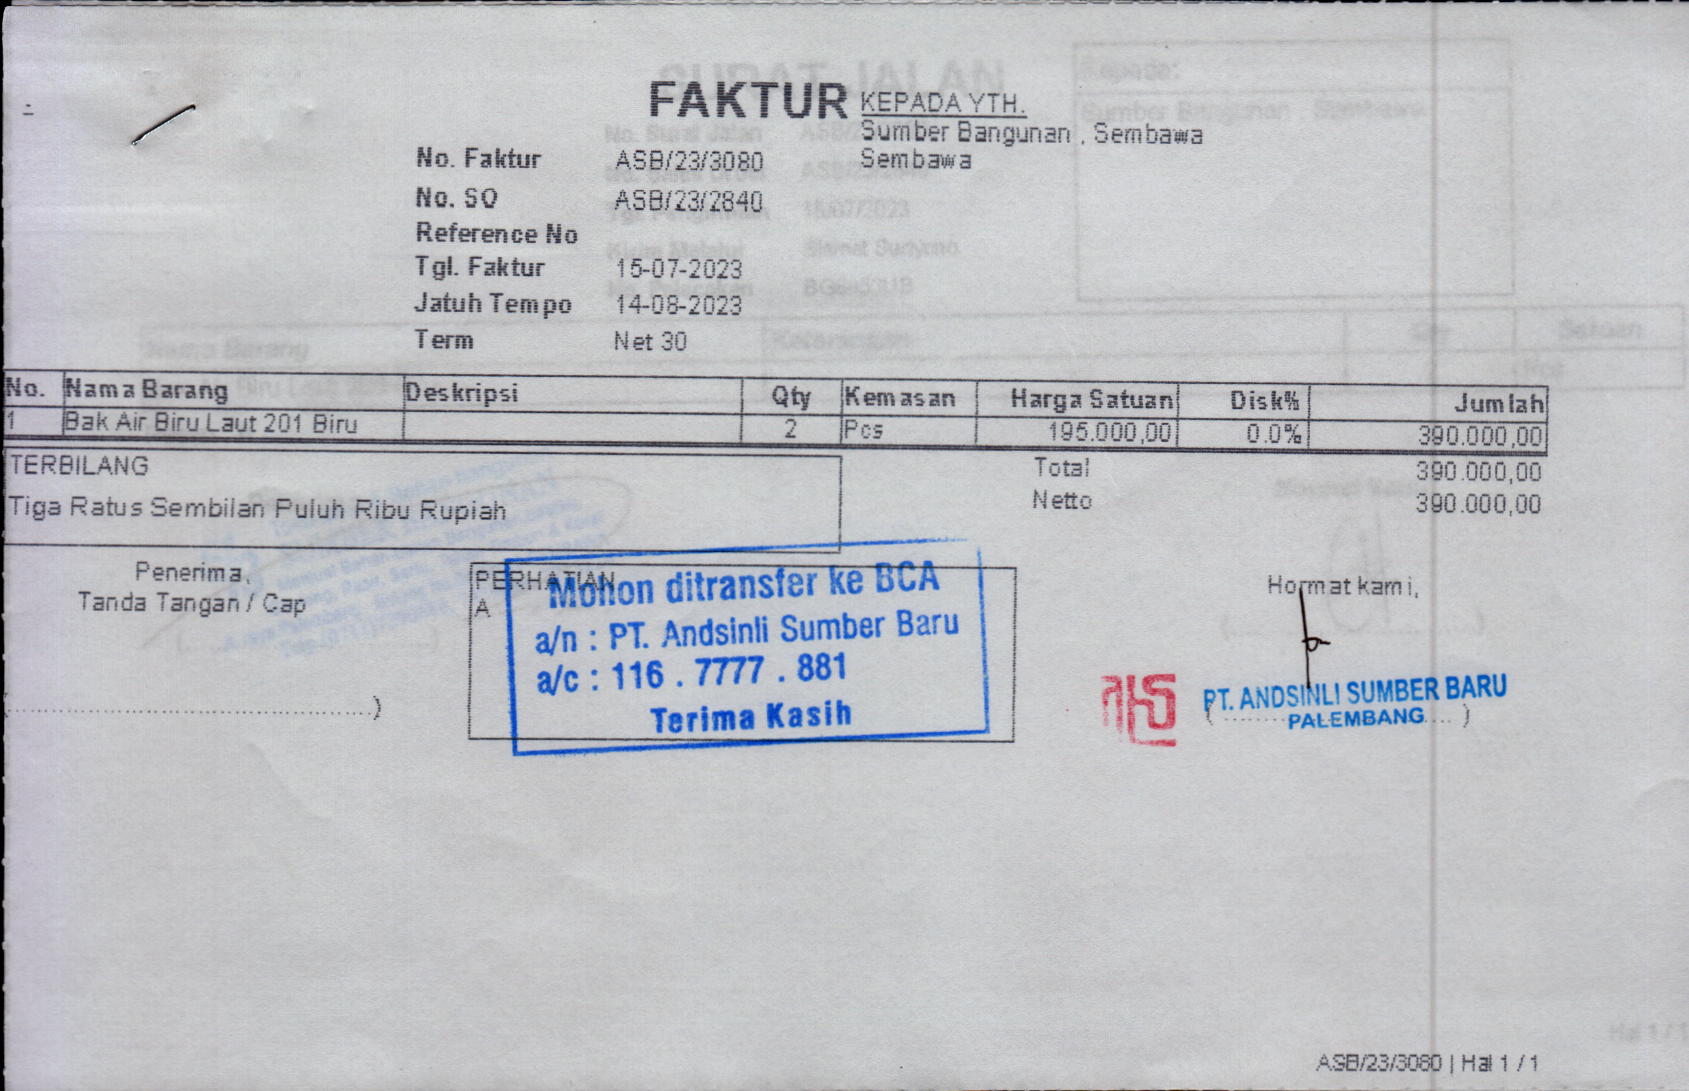 FAKTUR
KEPADA YTH.
Sumber Bangunan , Sembawa
Sembawa
No. Faktur ASB/23/3080
No. SO ASB/23/2840
Reference No
Tgl. Faktur 15-07-2023
Jatuh Tempo 14-08-2023
Term Net 30
No. Nama Barang Deskripsi Qty Kemasan Harga Satuan Disk% Jumlah
1 Bak Air Biru Laut 201 Biru 2 Pcs 195.000,00 0.0% 390.000,00
TERBILANG
Tiga Ratus Sembilan Puluh Ribu Rupiah
Total 390.000,00
Netto 390.000,00
Penerima,
Tanda Tangan / Cap
PERHATIAN
A
Mohon ditransfer ke BCA
a/n : PT. Andsinli Sumber Baru
a/c : 116 . 7777 . 881
Terima Kasih
Hormat kami,
PT. ANDSINLI SUMBER BARU
PALEMBANG
ASB/23/3080 | Hal 1 / 1